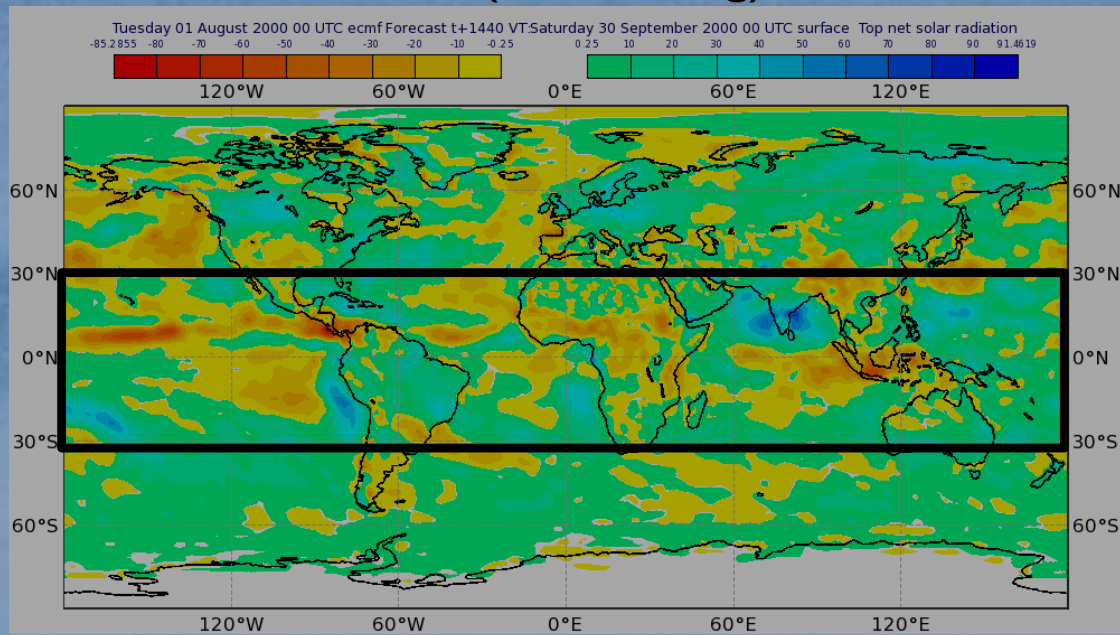 Tuesday 01 August 2000 00 UTC ecmf Forecast t+1440 VT:Saturday 30 September 2000 00 UTC surface Top net solar radiation
-85.2855 -80 -70 -60 -50 -40 -30 -20 -10 -0.25 0.25 10 20 30 40 50 60 70 80 90 91.4619
120°W 60°W 0°E 60°E 120°E
60°N 60°N
30°N 30°N
0°N 0°N
30°S 30°S
60°S 60°S
120°W 60°W 0°E 60°E 120°E